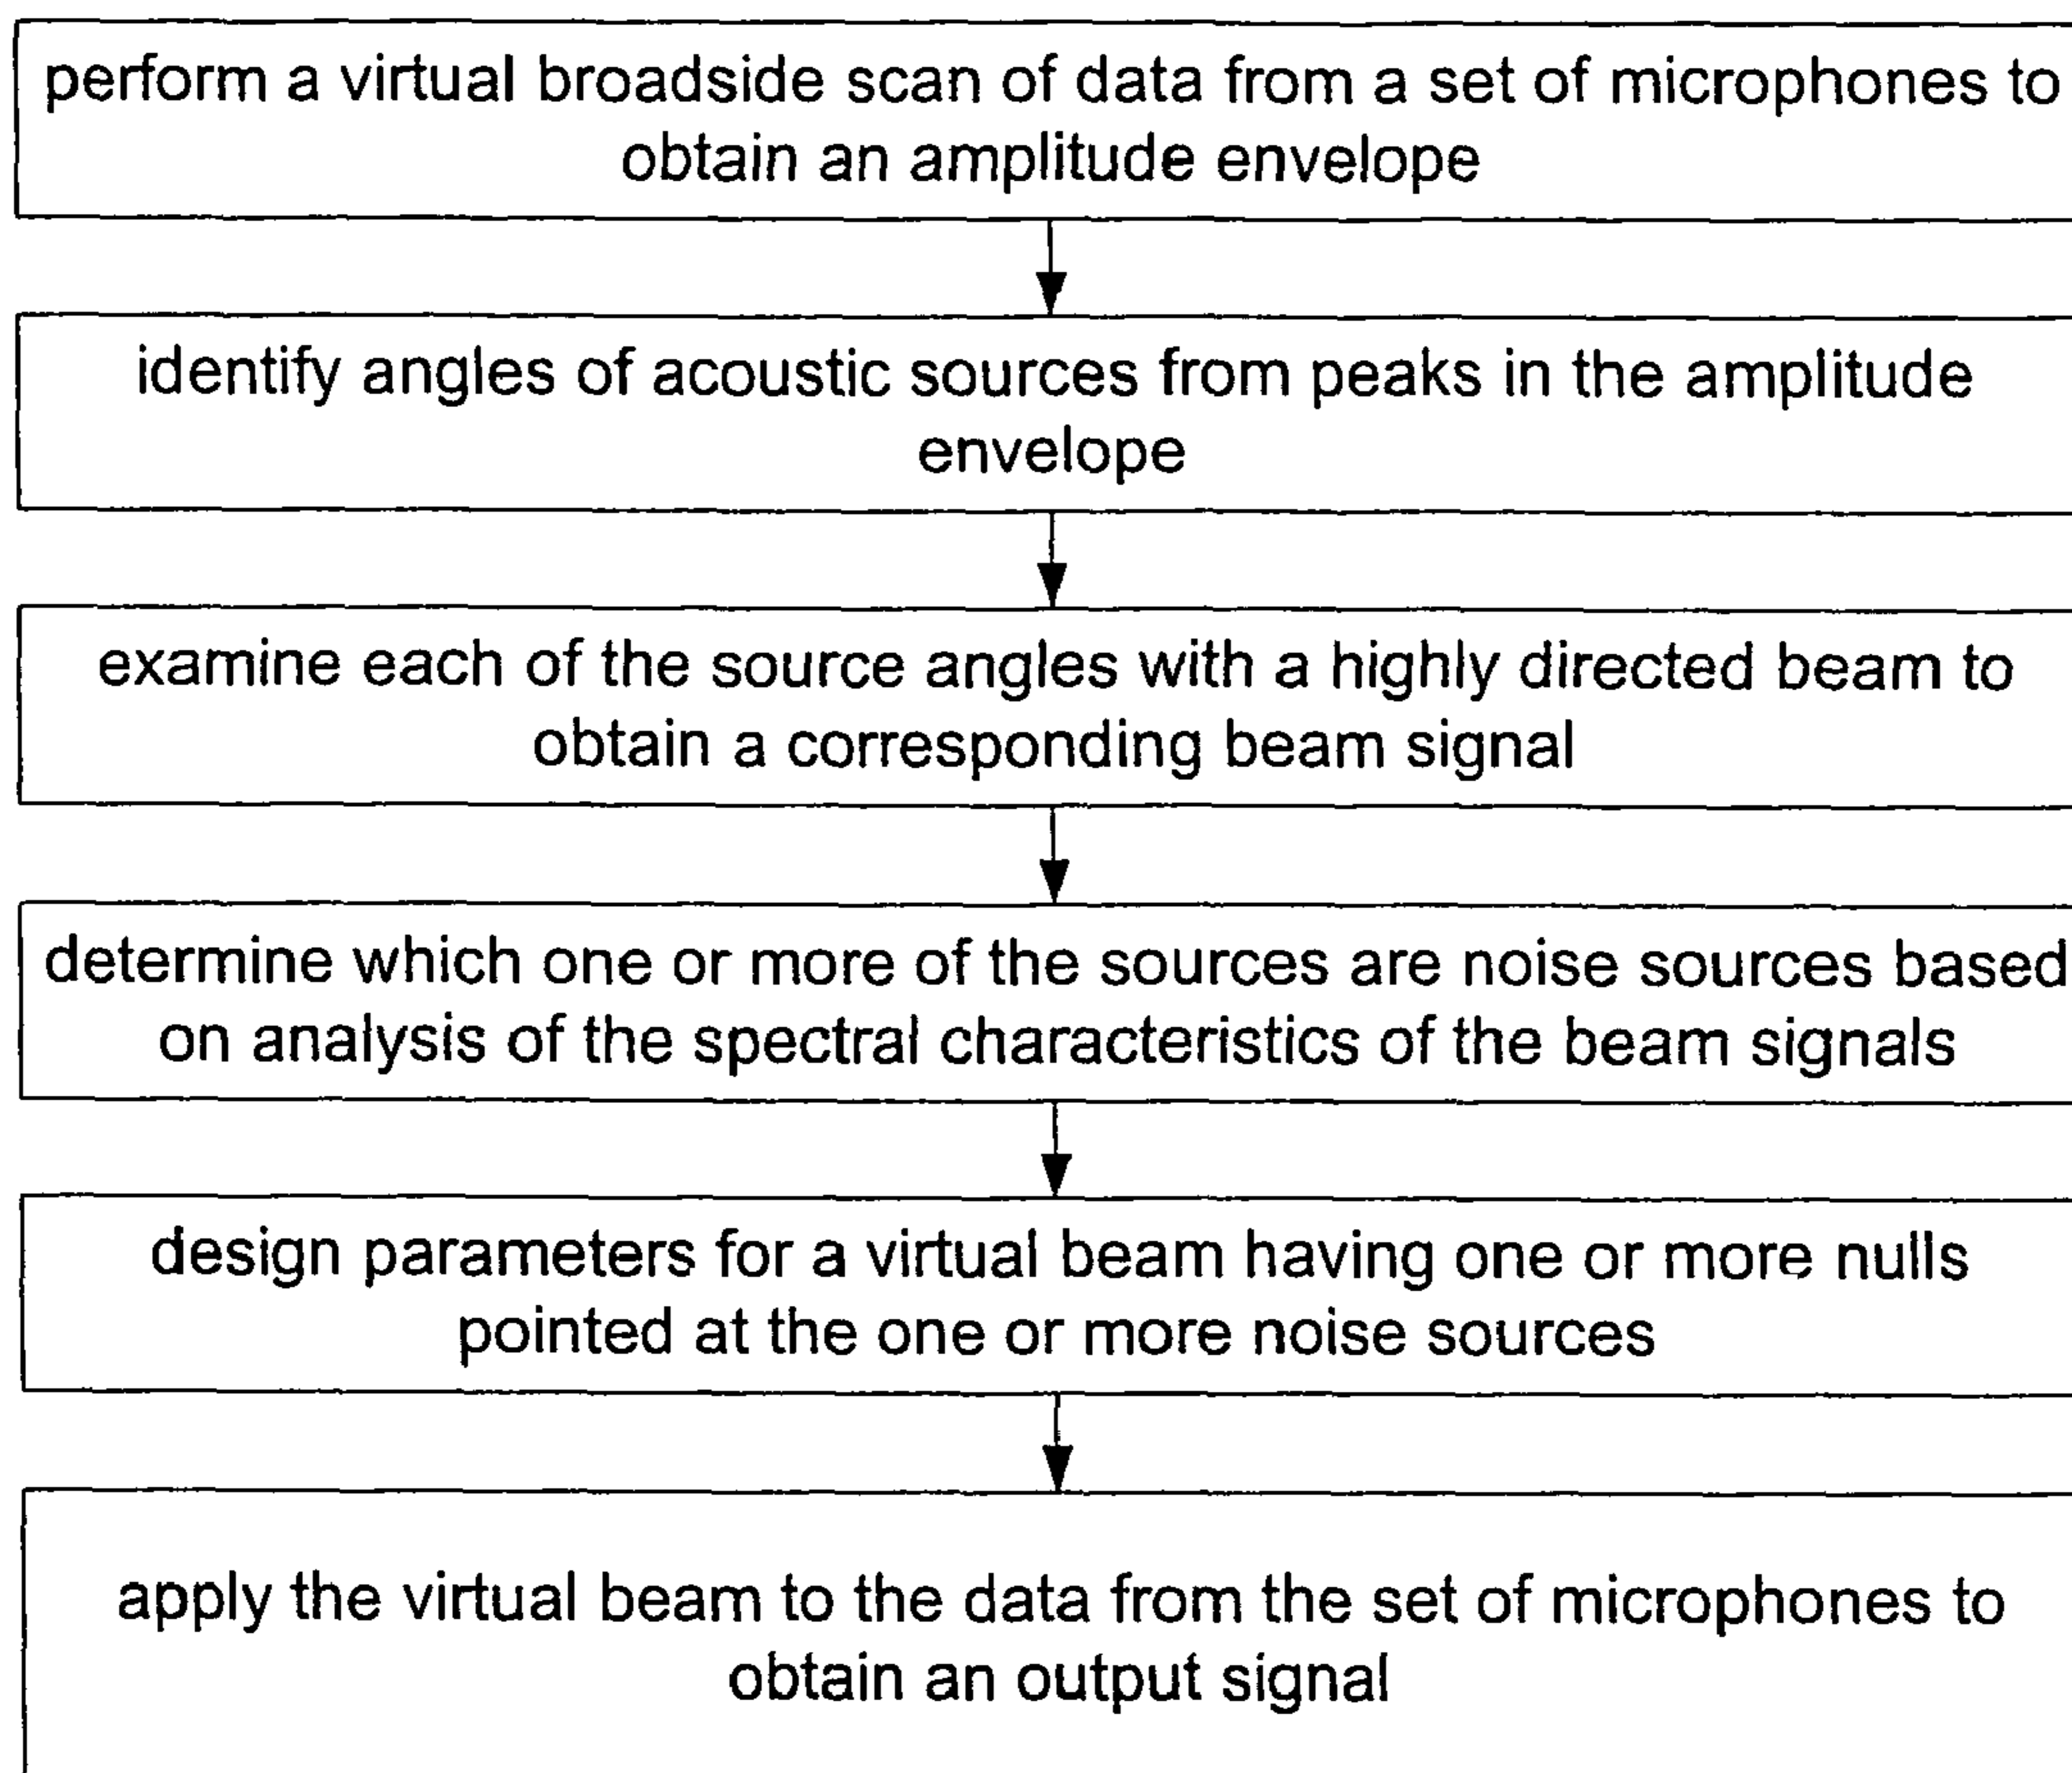 perform a virtual broadside scan of data from a set of microphones to
obtain an amplitude envelope
identify angles of acoustic sources from peaks in the amplitude
envelope
examine each of the source angles with a highly directed beam to
obtain a corresponding beam signal
determine which one or more of the sources are noise sources based
on analysis of the spectral characteristics of the beam signals
design parameters for a virtual beam having one or more nulls
pointed at the one or more noise sources
apply the virtual beam to the data from the set of microphones to
obtain an output signal